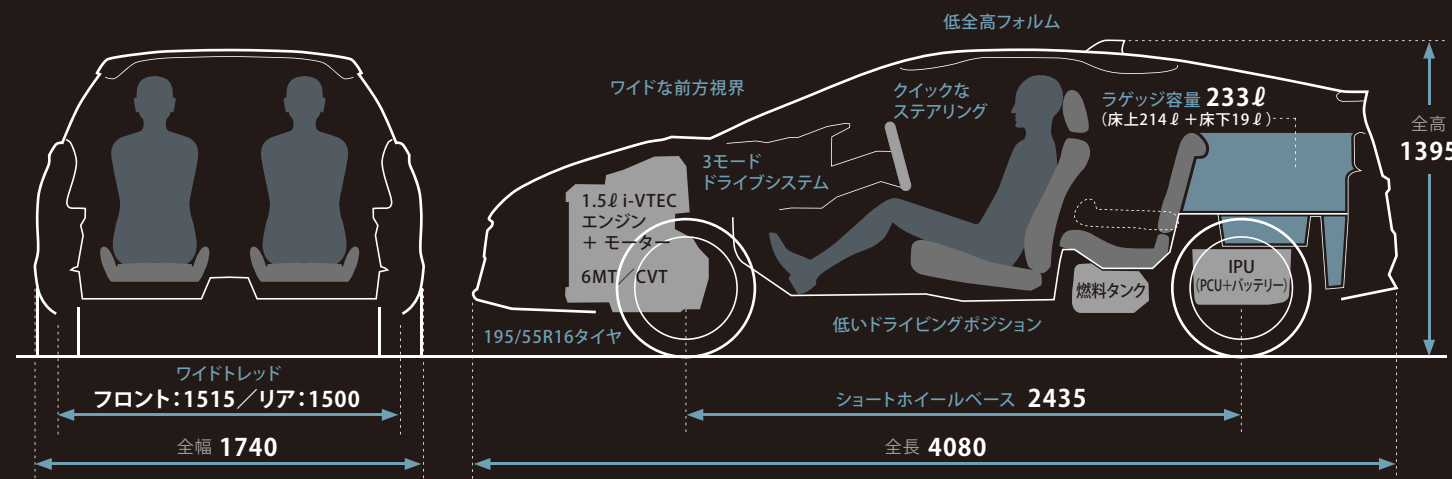 低全高フォルム
ワイドな前方視界
クイックな
ステアリング
ラゲッジ容量 233ℓ
（床上214ℓ＋床下19ℓ）
全高
1395
3モード
ドライブシステム
1.5ℓ i-VTEC
エンジン
＋ モーター
6MT／CVT
IPU
（PCU+バッテリー）
燃料タンク
195/55R16タイヤ
低いドライビングポジション
ワイドトレッド
フロント：1515／リア：1500
ショートホイールベース 2435
全幅 1740
全長 4080